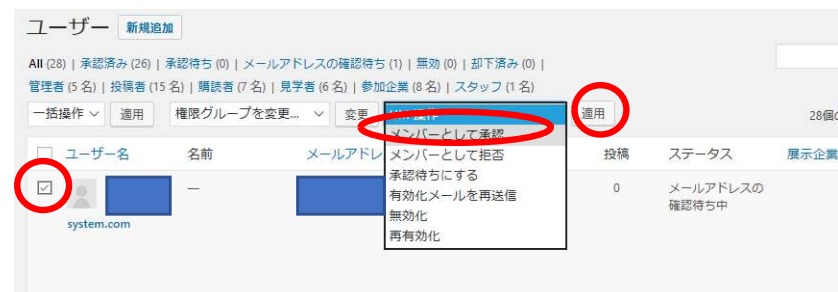 ユーザー 新規追加
All (28) | 承認済み (26) | 承認待ち (0) | メールアドレスの確認待ち (1) | 無効 (0) | 却下済み (0) |
管理者 (5 名) | 投稿者 (15 名) | 購読者 (7 名) | 見学者 (6 名) | 参加企業 (8 名) | スタッフ (1 名)
一括操作 適用 権限グループを変更... 変更 適用 28個
ユーザー名 名前 メールアドレ 投稿 ステータス 展示企業
メンバーとして承認
メンバーとして拒否
承認待ちにする
有効化メールを再送信
無効化
再有効化
— 0 メールアドレスの
確認待ち中
system.com